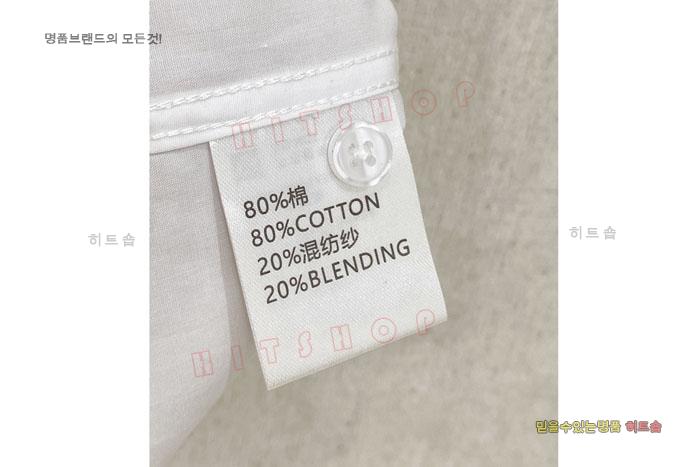 명품브랜드의 모든것!
HITSHOP
80%棉
80%COTTON
20%混纺纱
20%BLENDING
히트숍
히트숍
HITSHOP
믿을수있는명품 히트숍